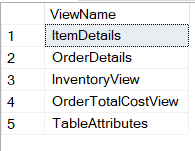 ViewName
1 ItemDetails
2 OrderDetails
3 InventoryView
4 OrderTotalCostView
5 TableAttributes